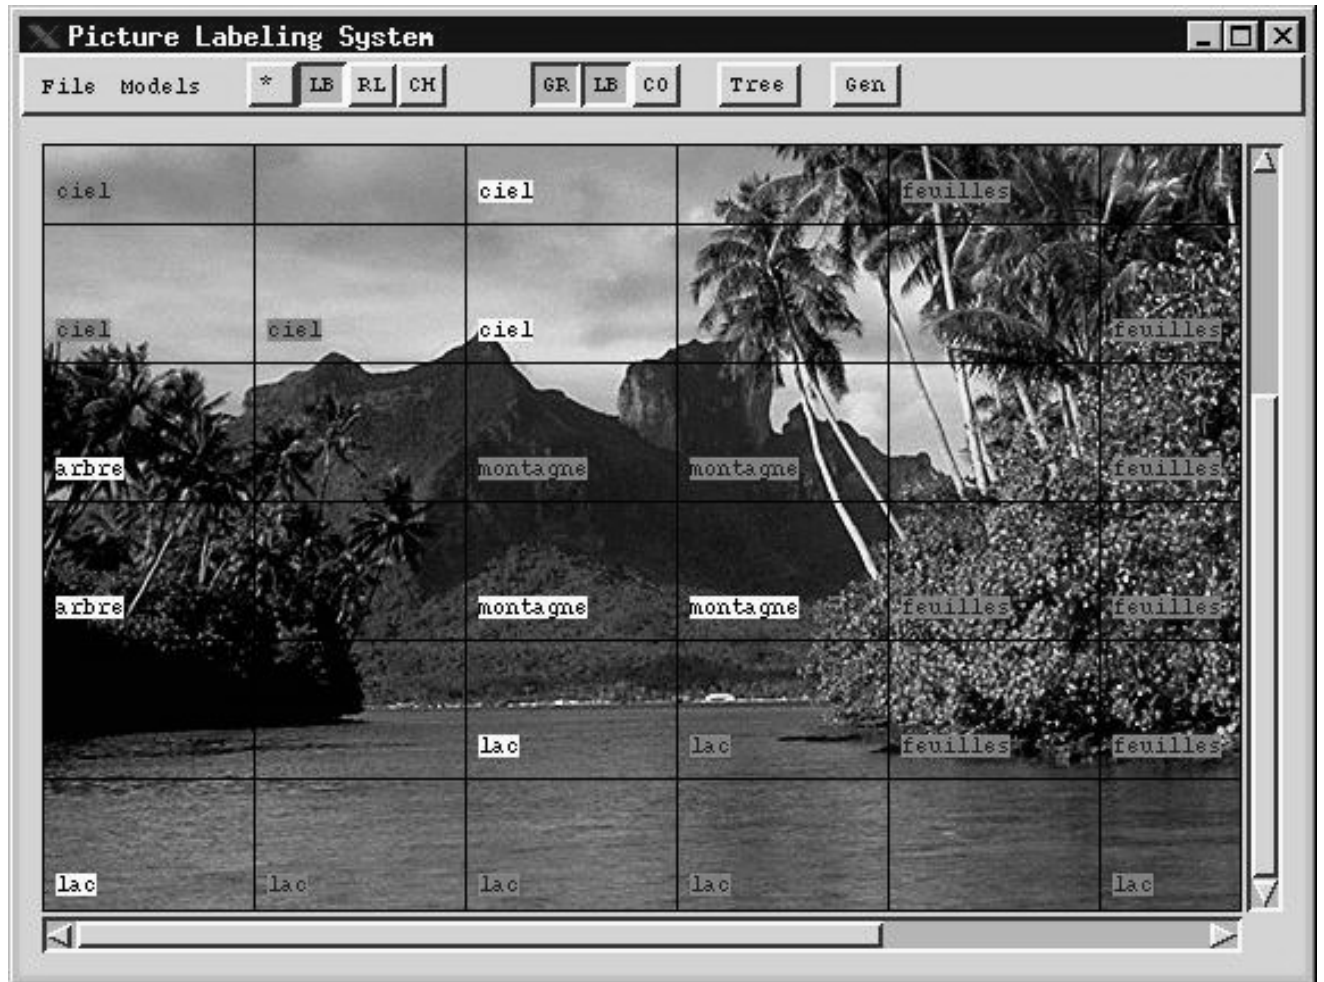 Picture Labeling System
File Models * LB RL CH GR LB CO Tree Gen
ciel ciel feuilles
ciel ciel ciel feuilles
arbre montagne montagne feuilles
arbre montagne montagne feuilles feuilles
lac lac feuilles feuilles
lac lac lac lac lac